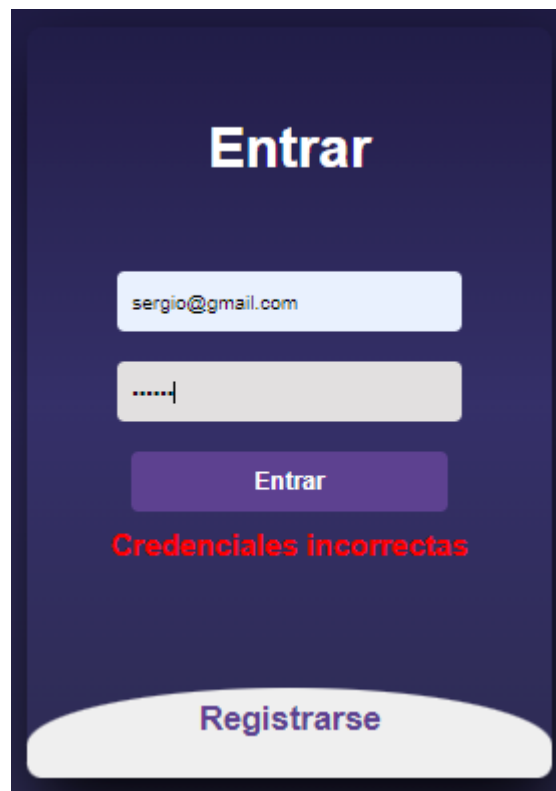 Entrar
sergio@gmail.com
••••••
Entrar
Credenciales incorrectas
Registrarse